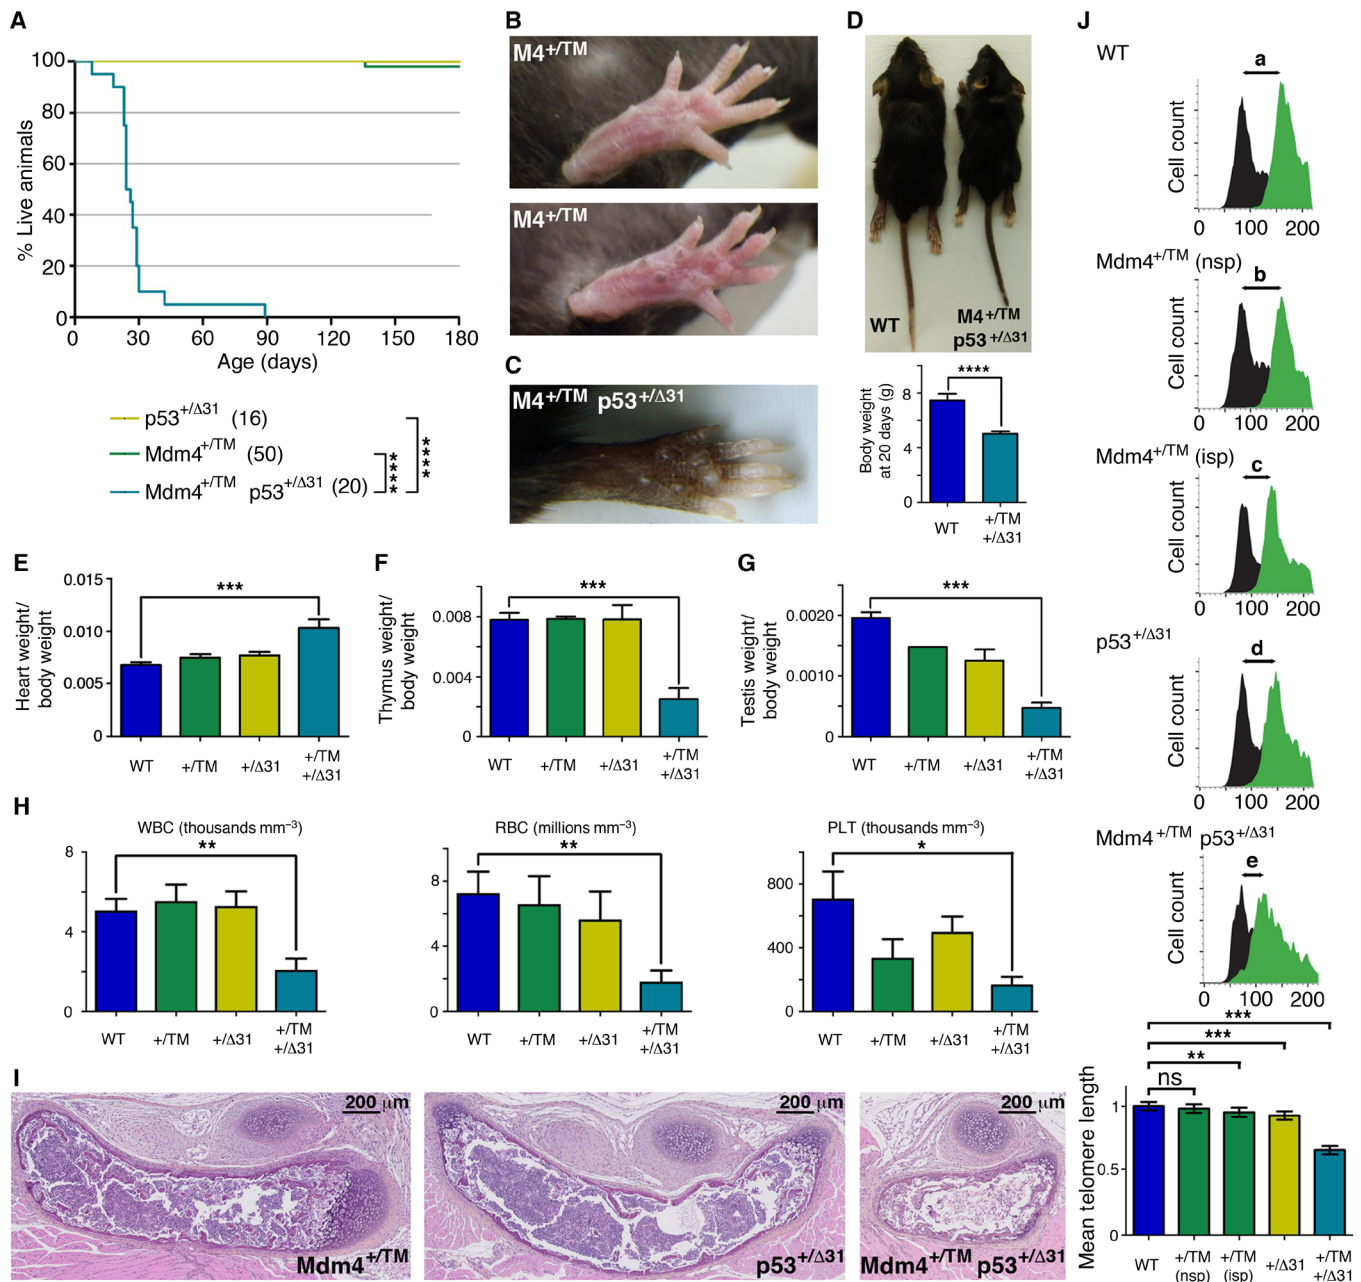 A
100
80
60
40
20
0
% Live animals
0 30 60 90 120 150 180
Age (days)
p53+/Δ31 (16)
Mdm4+/TM (50)
Mdm4+/TM p53+/Δ31 (20)
****
****
B
M4+/TM
M4+/TM
C
M4+/TM p53+/Δ31
D
WT
M4+/TM
p53+/Δ31
****
Body weight
at 20 days (g)
8
4
0
WT
+/TM
+/Δ31
E
Heart weight/
body weight
0.015
0.010
0.005
0
***
WT +/TM +/Δ31 +/TM
+/Δ31
F
Thymus weight/
body weight
0.008
0.004
0
***
WT +/TM +/Δ31 +/TM
+/Δ31
G
Testis weight/
body weight
0.0020
0.0010
0
***
WT +/TM +/Δ31 +/TM
+/Δ31
H
WBC (thousands mm–3)
8
4
0
**
WT +/TM +/Δ31 +/TM
+/Δ31
RBC (millions mm–3)
8
4
0
**
WT +/TM +/Δ31 +/TM
+/Δ31
PLT (thousands mm–3)
800
400
0
*
WT +/TM +/Δ31 +/TM
+/Δ31
I
200 μm
Mdm4+/TM
200 μm
p53+/Δ31
200 μm
Mdm4+/TM p53+/Δ31
J
WT
a
Cell count
0 100 200
Mdm4+/TM (nsp)
b
Cell count
0 100 200
Mdm4+/TM (isp)
c
Cell count
0 100 200
p53+/Δ31
d
Cell count
0 100 200
Mdm4+/TM p53+/Δ31
e
Cell count
0 100 200
***
***
**
ns
Mean telomere length
1
0.5
0
WT +/TM +/TM +/Δ31 +/TM
(nsp) (isp) +/Δ31